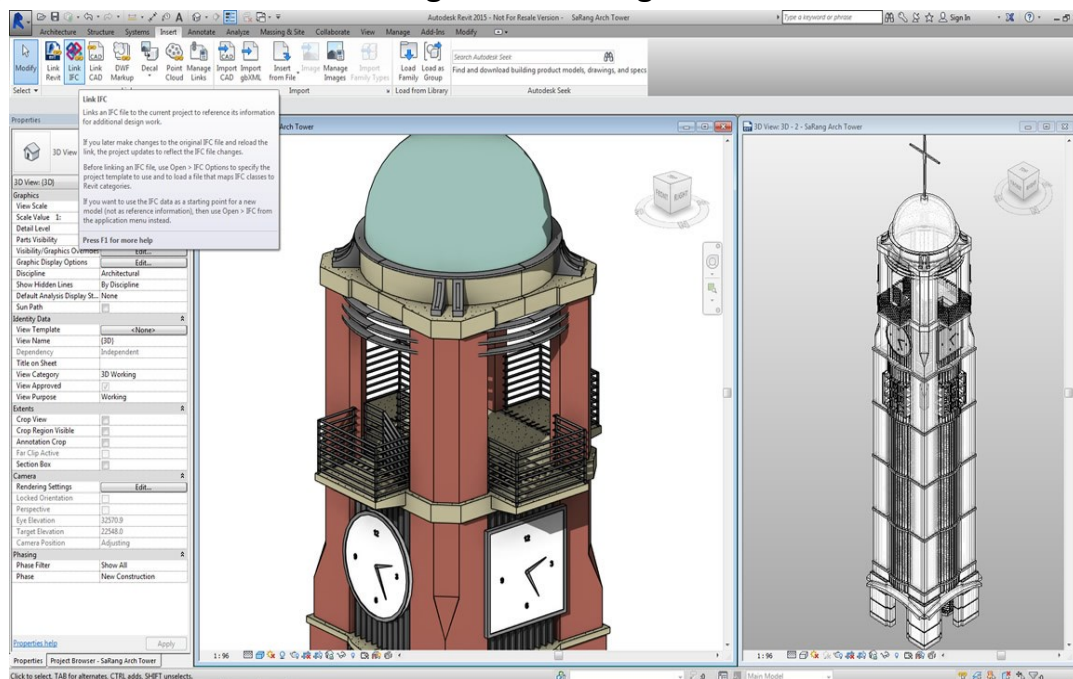 Autodesk Revit 2015 - Not For Resale Version - SaRang Arch Tower
Type a keyword or phrase
Sign In
Architecture Structure Systems Insert Annotate Analyze Massing & Site Collaborate View Manage Add-Ins Modify
Modify
Link Revit
Link IFC
Link CAD
DWF Markup
Decal
Point Cloud
Manage Links
Import CAD
Import gbXML
Insert from File
Image
Manage Images
Import Family Types
Load Family
Load as Group
Search Autodesk Seek
Find and download building product models, drawings, and specs
Select
Import
Load from Library
Autodesk Seek
Link IFC
Links an IFC file to the current project to reference its information
for additional design work.
If you later make changes to the original IFC file and reload the
link, the project updates to reflect the IFC file changes.
Before linking an IFC file, use Open > IFC Options to specify the
project template to use and to load a file that maps IFC classes to
Revit categories.
If you want to use the IFC data as a starting point for a new
model (not as reference information), then use Open > IFC from
the application menu instead.
Press F1 for more help
Properties
3D View
3D View: {3D}
Graphics
View Scale
Scale Value 1:
Detail Level
Parts Visibility
Visibility/Graphics Overrides Edit...
Graphic Display Options Edit...
Discipline Architectural
Show Hidden Lines By Discipline
Default Analysis Display St... None
Sun Path
Identity Data
View Template <None>
View Name {3D}
Dependency Independent
Title on Sheet
View Category 3D Working
View Approved
View Purpose Working
Extents
Crop View
Crop Region Visible
Annotation Crop
Far Clip Active
Section Box
Camera
Rendering Settings Edit...
Locked Orientation
Perspective
Eye Elevation 32570.9
Target Elevation 22548.0
Camera Position Adjusting
Phasing
Phase Filter Show All
Phase New Construction
Properties help Apply
Properties Project Browser - SaRang Arch Tower
Click to select, TAB for alternates, CTRL adds, SHIFT unselects.
Arch Tower
FRONT RIGHT
12
9 3
6
12
9 3
6
1 : 96
3D View: 3D - 2 - SaRang Arch Tower
1 : 96
:0
Main Model